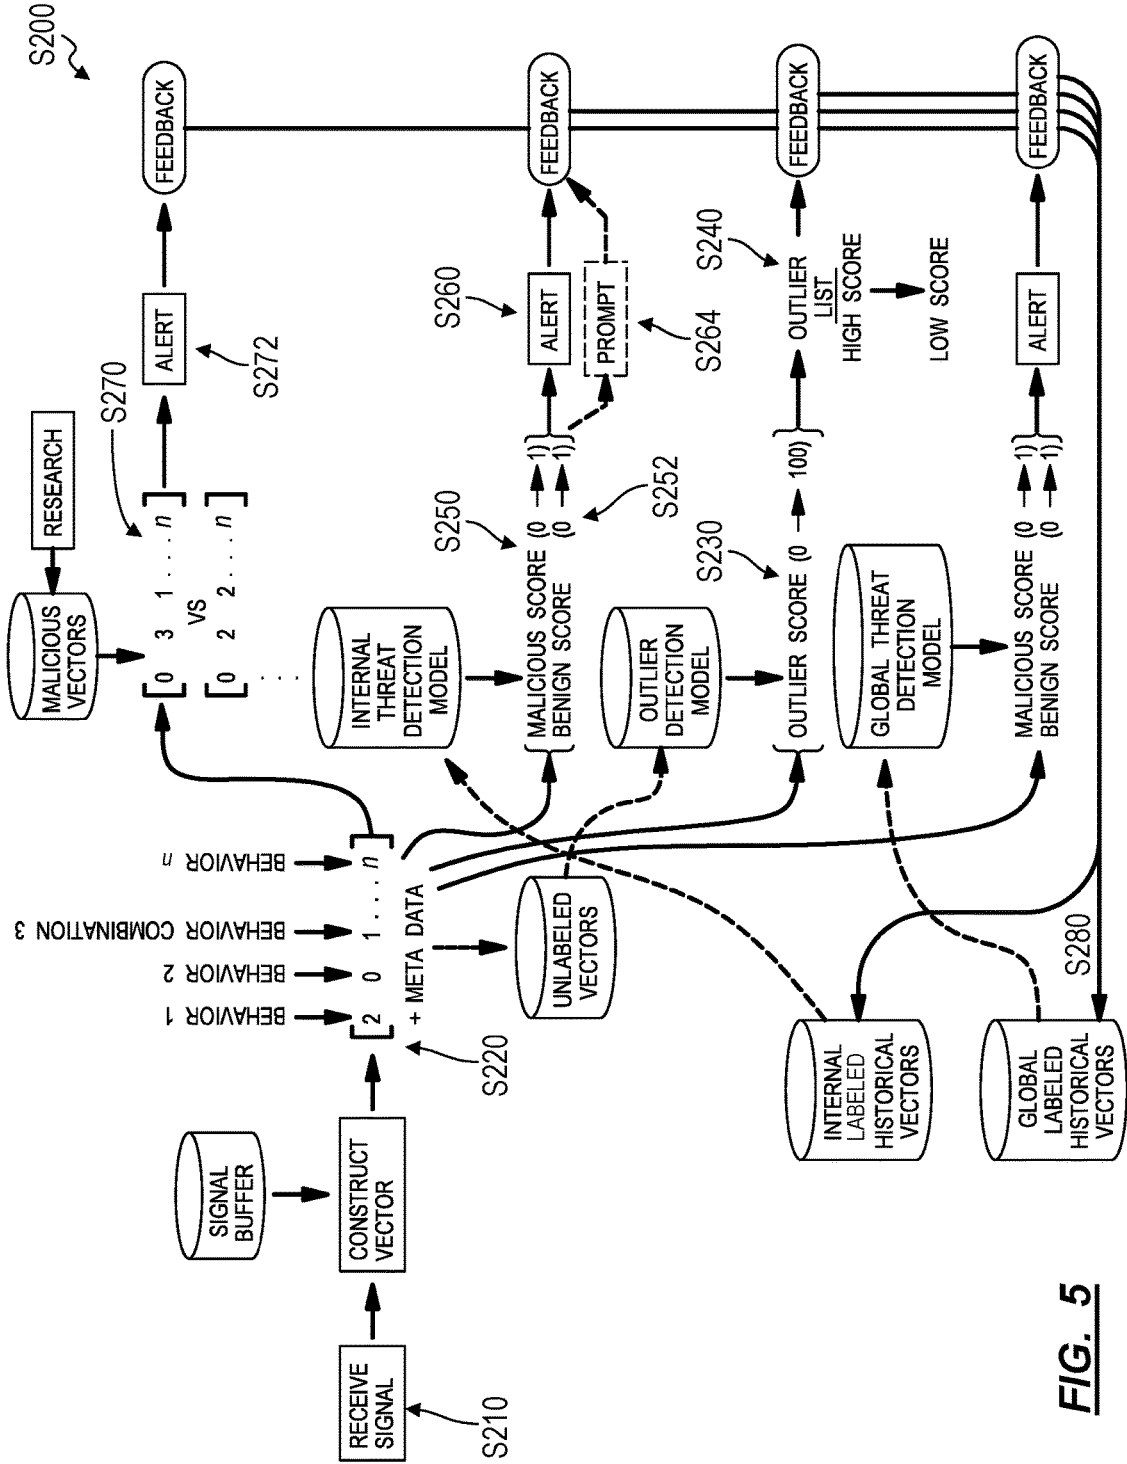 S200
RESEARCH
MALICIOUS
VECTORS
S270
[0 3 1 . . . . n]
VS
[0 2 2 . . . n]
. . . .
ALERT
S272
FEEDBACK
BEHAVIOR 1
BEHAVIOR 2
BEHAVIOR COMBINATION 3
BEHAVIOR n
RECEIVE
SIGNAL
S210
SIGNAL
BUFFER
CONSTRUCT
VECTOR
[2 0 1 . . . n]
+ META DATA
S220
UNLABELED
VECTORS
INTERNAL
THREAT
DETECTION
MODEL
S250
MALICIOUS SCORE (0 → 1)
BENIGN SCORE (0 → 1)
S252
S260
ALERT
PROMPT
S264
FEEDBACK
OUTLIER
DETECTION
MODEL
S230
OUTLIER SCORE (0 → 100)
S240
OUTLIER
LIST
HIGH SCORE
LOW SCORE
FEEDBACK
GLOBAL THREAT
DETECTION
MODEL
MALICIOUS SCORE (0 → 1)
BENIGN SCORE (0 → 1)
ALERT
FEEDBACK
INTERNAL
LABELED
HISTORICAL
VECTORS
GLOBAL
LABELED
HISTORICAL
VECTORS
S280
FIG. 5